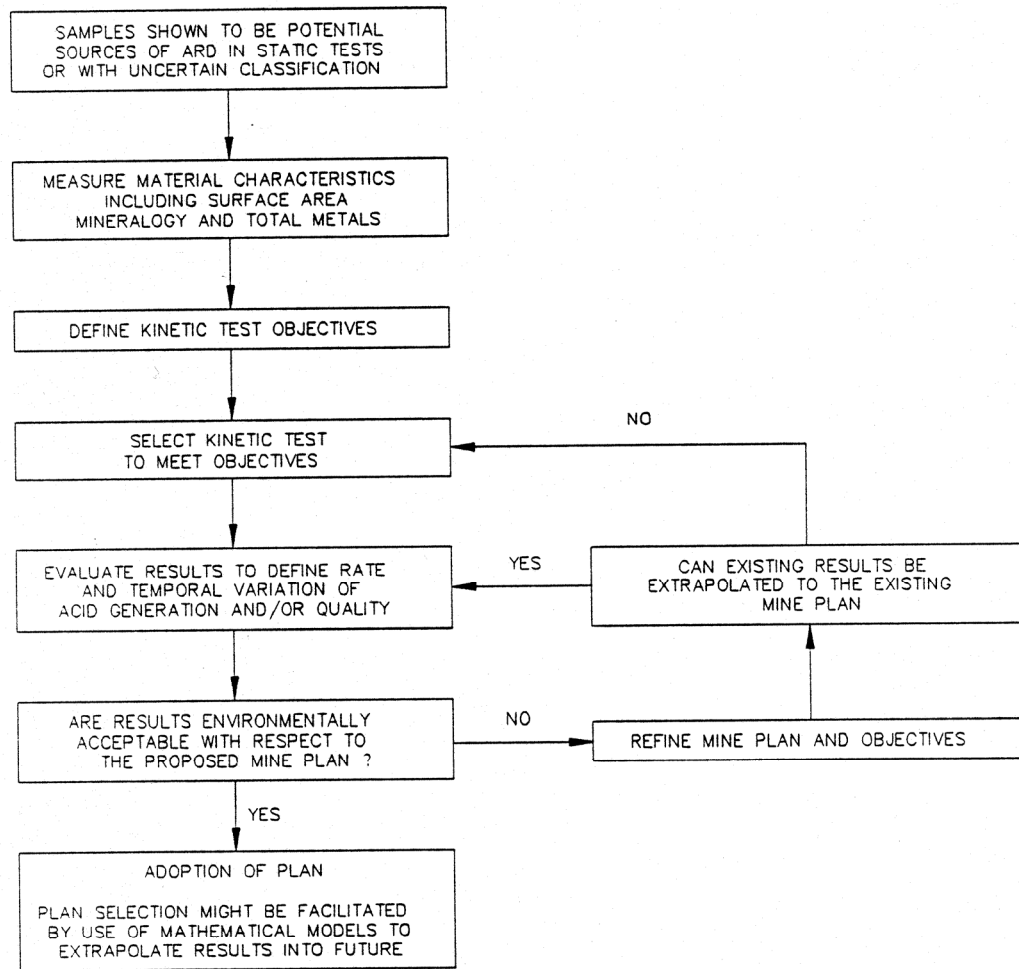 SAMPLES SHOWN TO BE POTENTIAL
SOURCES OF ARD IN STATIC TESTS
OR WITH UNCERTAIN CLASSIFICATION
MEASURE MATERIAL CHARACTERISTICS
INCLUDING SURFACE AREA
MINERALOGY AND TOTAL METALS
DEFINE KINETIC TEST OBJECTIVES
SELECT KINETIC TEST
TO MEET OBJECTIVES
NO
EVALUATE RESULTS TO DEFINE RATE
AND TEMPORAL VARIATION OF
ACID GENERATION AND/OR QUALITY
YES
CAN EXISTING RESULTS BE
EXTRAPOLATED TO THE EXISTING
MINE PLAN
ARE RESULTS ENVIRONMENTALLY
ACCEPTABLE WITH RESPECT TO
THE PROPOSED MINE PLAN ?
NO
REFINE MINE PLAN AND OBJECTIVES
YES
ADOPTION OF PLAN
PLAN SELECTION MIGHT BE FACILITATED
BY USE OF MATHEMATICAL MODELS TO
EXTRAPOLATE RESULTS INTO FUTURE